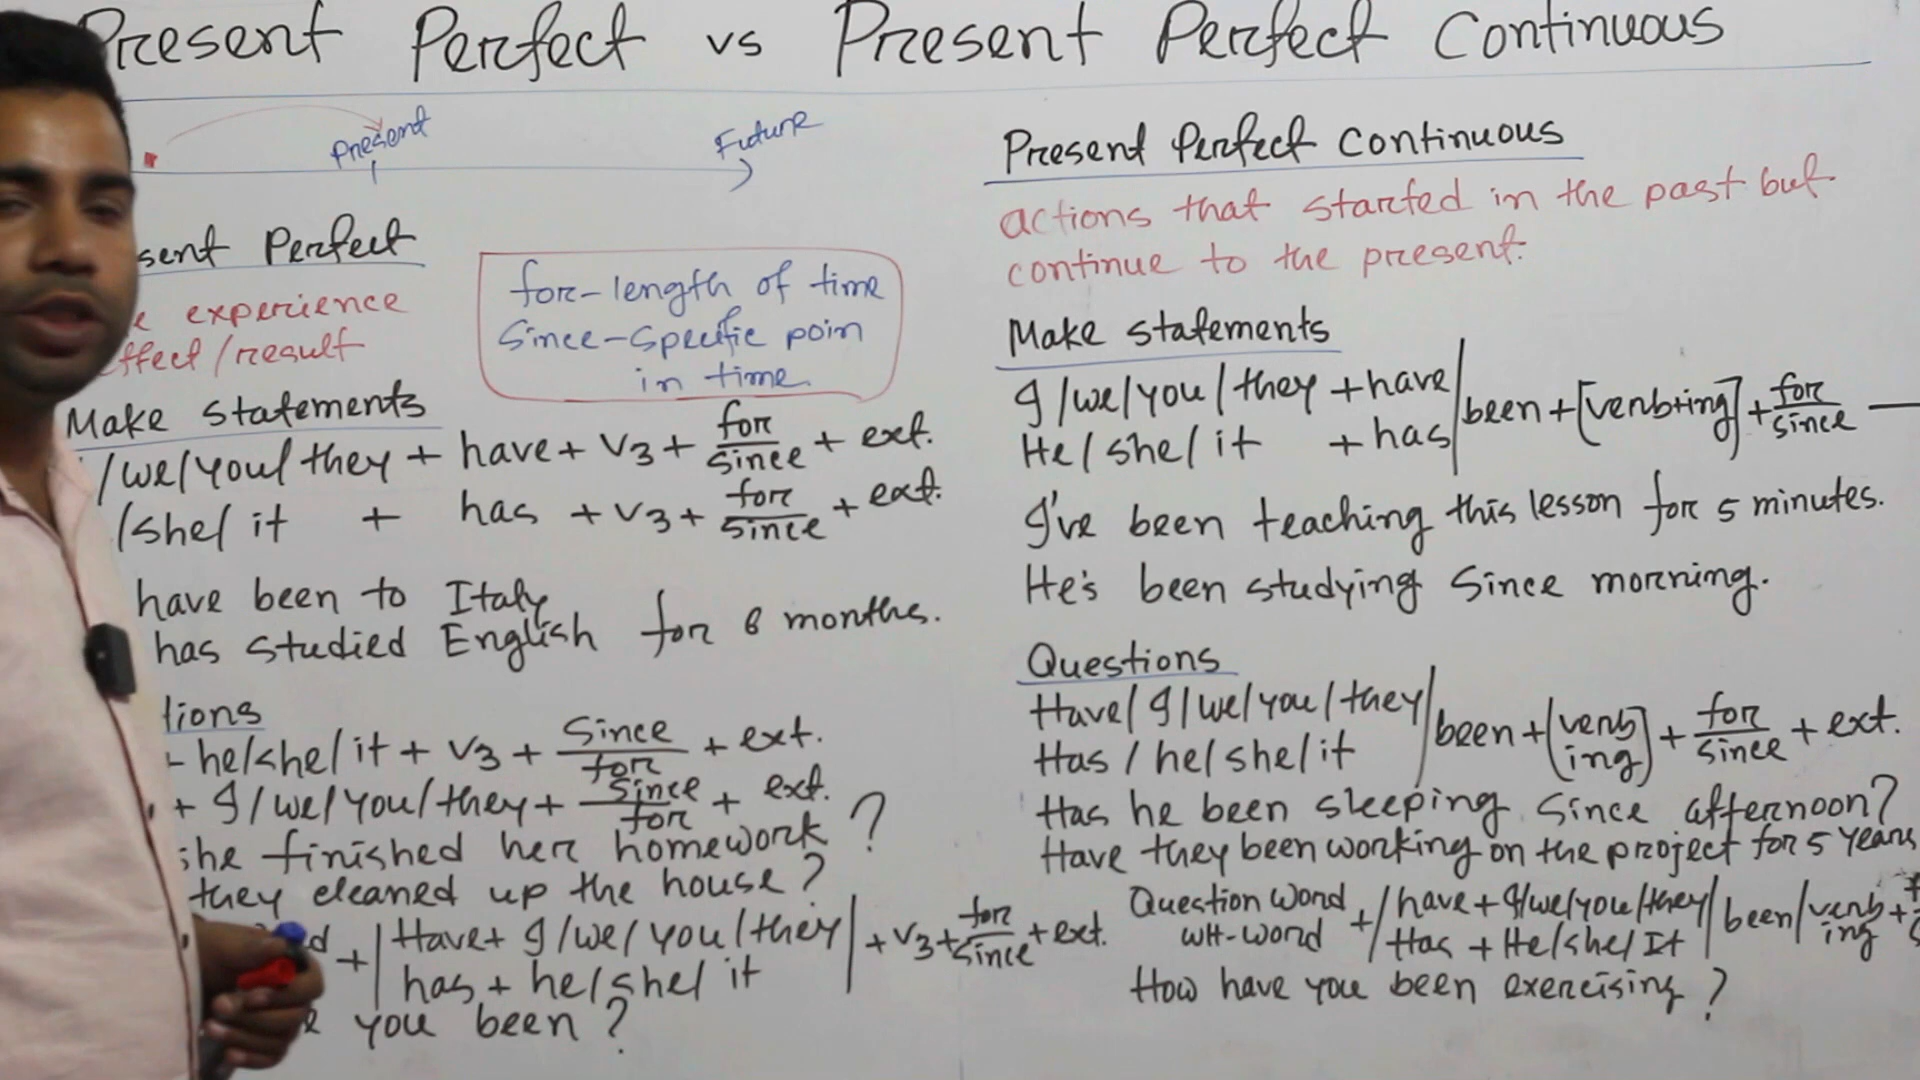 Present Perfect vs Present Perfect Continuous
Present
Future
sent Perfect
experience
ffect/result
for-length of time
Since-Specific poin
in time.
Make statements
/we/you/they + have + v3 + for/since + ext.
/she/ it + has + v3 + for/since + ext.
have been to Italy
has studied English for 6 months.
tions
- he/she/it + v3 + Since/for + ext.
+ I/we/you/they + since/for + ext.
she finished her homework ?
they cleaned up the house?
d + | Have + I/we/you/they | + v3 + for/since + ext.
has + he/she/ it
you been?
Present Perfect Continuous
actions that started in the past but
continue to the present.
Make statements
I/we/you/they + have | been + [verb+ing] + for/since —
He/she/it + has
I've been teaching this lesson for 5 minutes.
He's been studying Since morning.
Questions
Have/I/we/you/they | been + [verb ing] + for/since + ext.
Has / he/she/it
Has he been sleeping Since afternoon?
Have they been working on the project for 5 years
Question Word + / have + I/we/you/they | been / verb ing +
WH-word Has + He/she/It
How have you been exercising ?